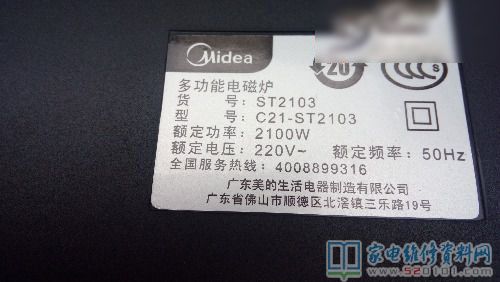 Midea
20
CCC
S
多功能电磁炉
货 号: ST2103
型 号: C21-ST2103
额定功率: 2100W
额定电压: 220V~ 额定频率: 50Hz
全国服务热线: 4008899316
广东美的生活电器制造有限公司
广东省佛山市顺德区北滘镇三乐路19号
家电维修资料网
www.520101.com